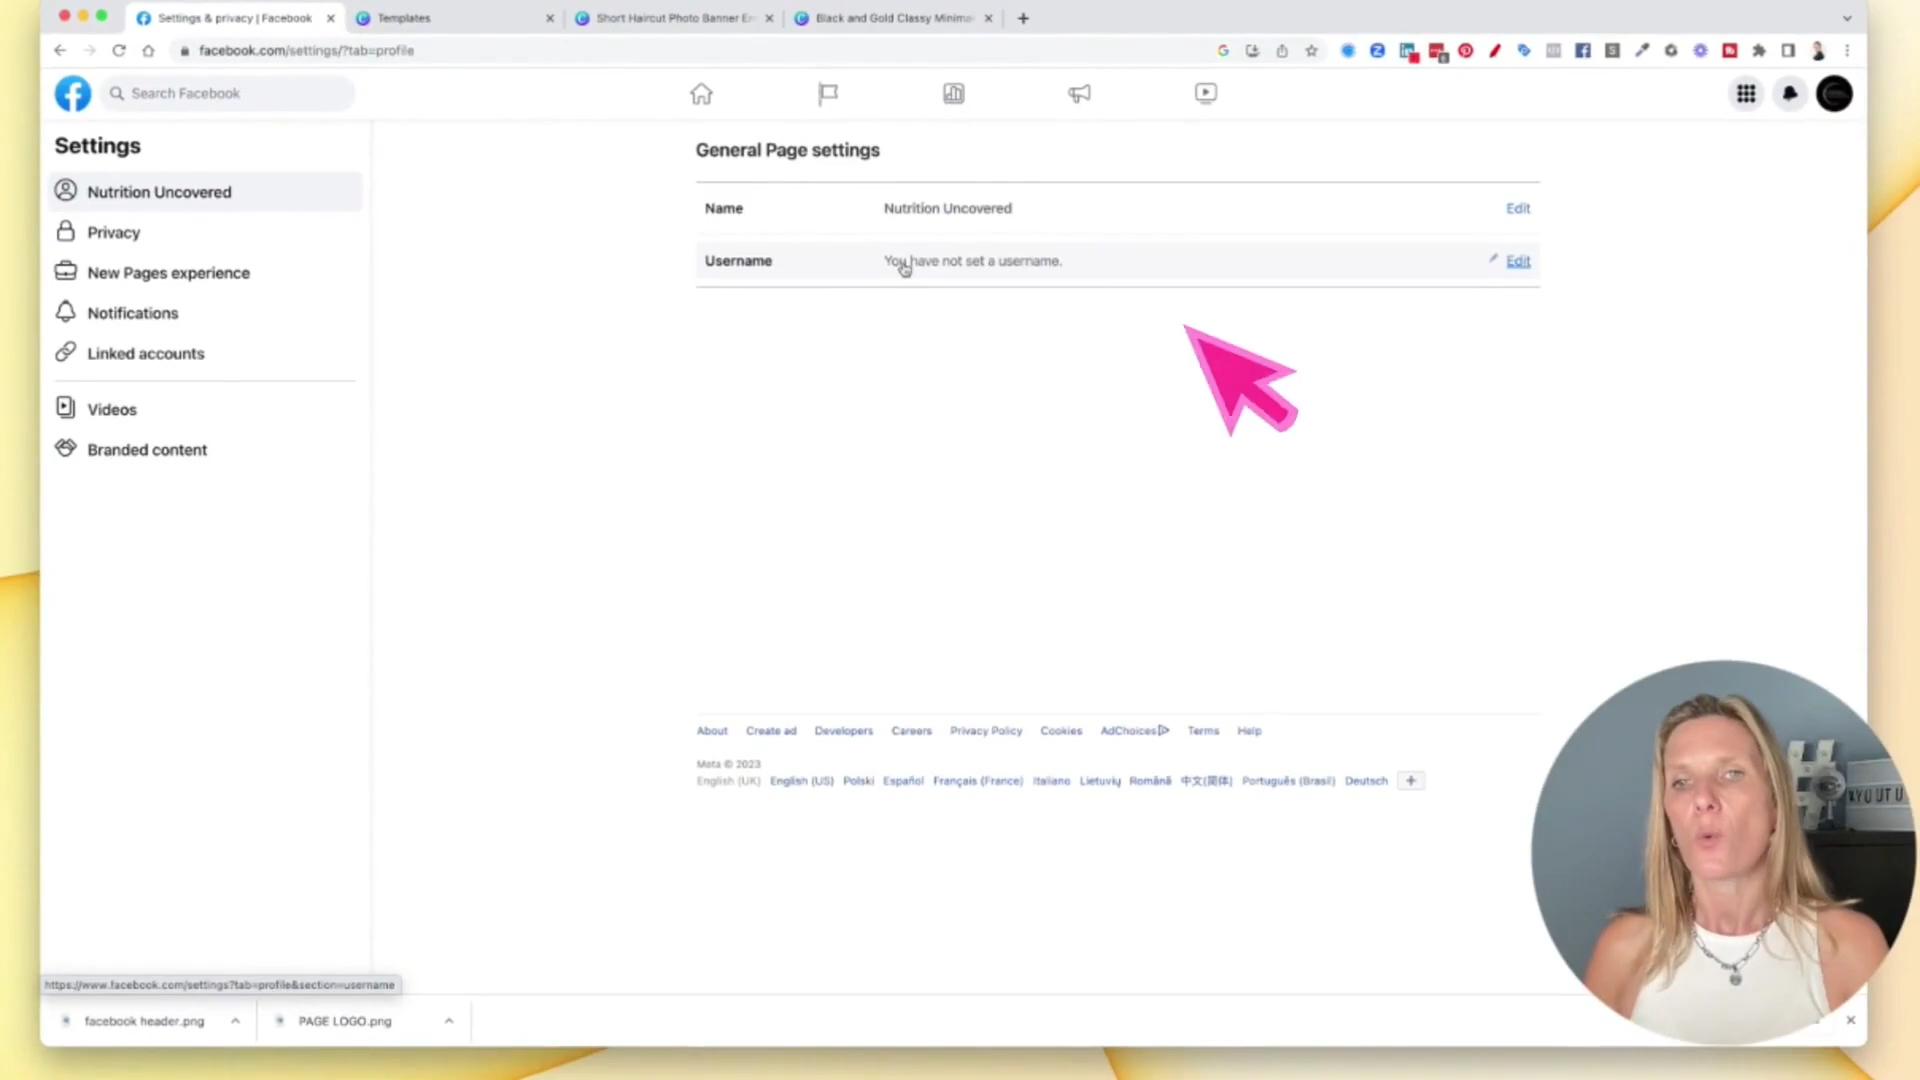 Settings & privacy | Facebook
Templates
Short Haircut Photo Banner En
Black and Gold Classy Minima
facebook.com/settings/?tab=profile
Search Facebook
Settings
Nutrition Uncovered
Privacy
New Pages experience
Notifications
Linked accounts
Videos
Branded content
General Page settings
Name Nutrition Uncovered Edit
Username You have not set a username. Edit
About Create ad Developers Careers Privacy Policy Cookies AdChoices Terms Help
Meta © 2023
English (UK) English (US) Polski Español Français (France) Italiano Lietuvių Română 中文(简体) Português (Brasil) Deutsch +
YOUTU
https://www.facebook.com/settings?tab=profile&section=username
facebook header.png
PAGE LOGO.png